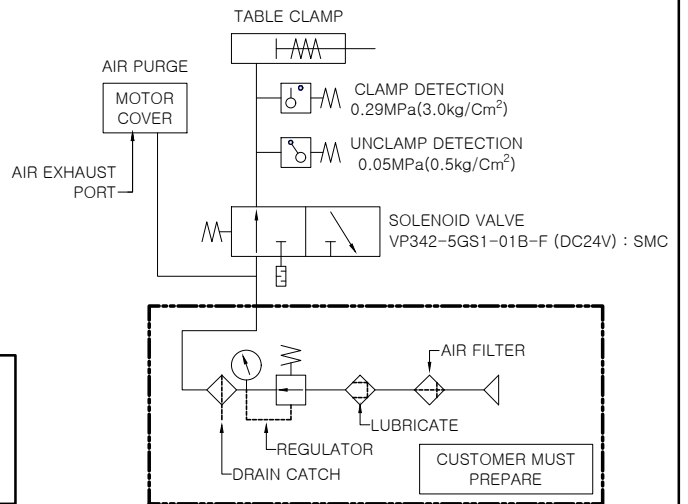 TABLE CLAMP
AIR PURGE
MOTOR
COVER
CLAMP DETECTION
0.29MPa(3.0kg/Cm²)
UNCLAMP DETECTION
0.05MPa(0.5kg/Cm²)
AIR EXHAUST
PORT
SOLENOID VALVE
VP342-5GS1-01B-F (DC24V) : SMC
AIR FILTER
LUBRICATE
REGULATOR
DRAIN CATCH
CUSTOMER MUST
PREPARE